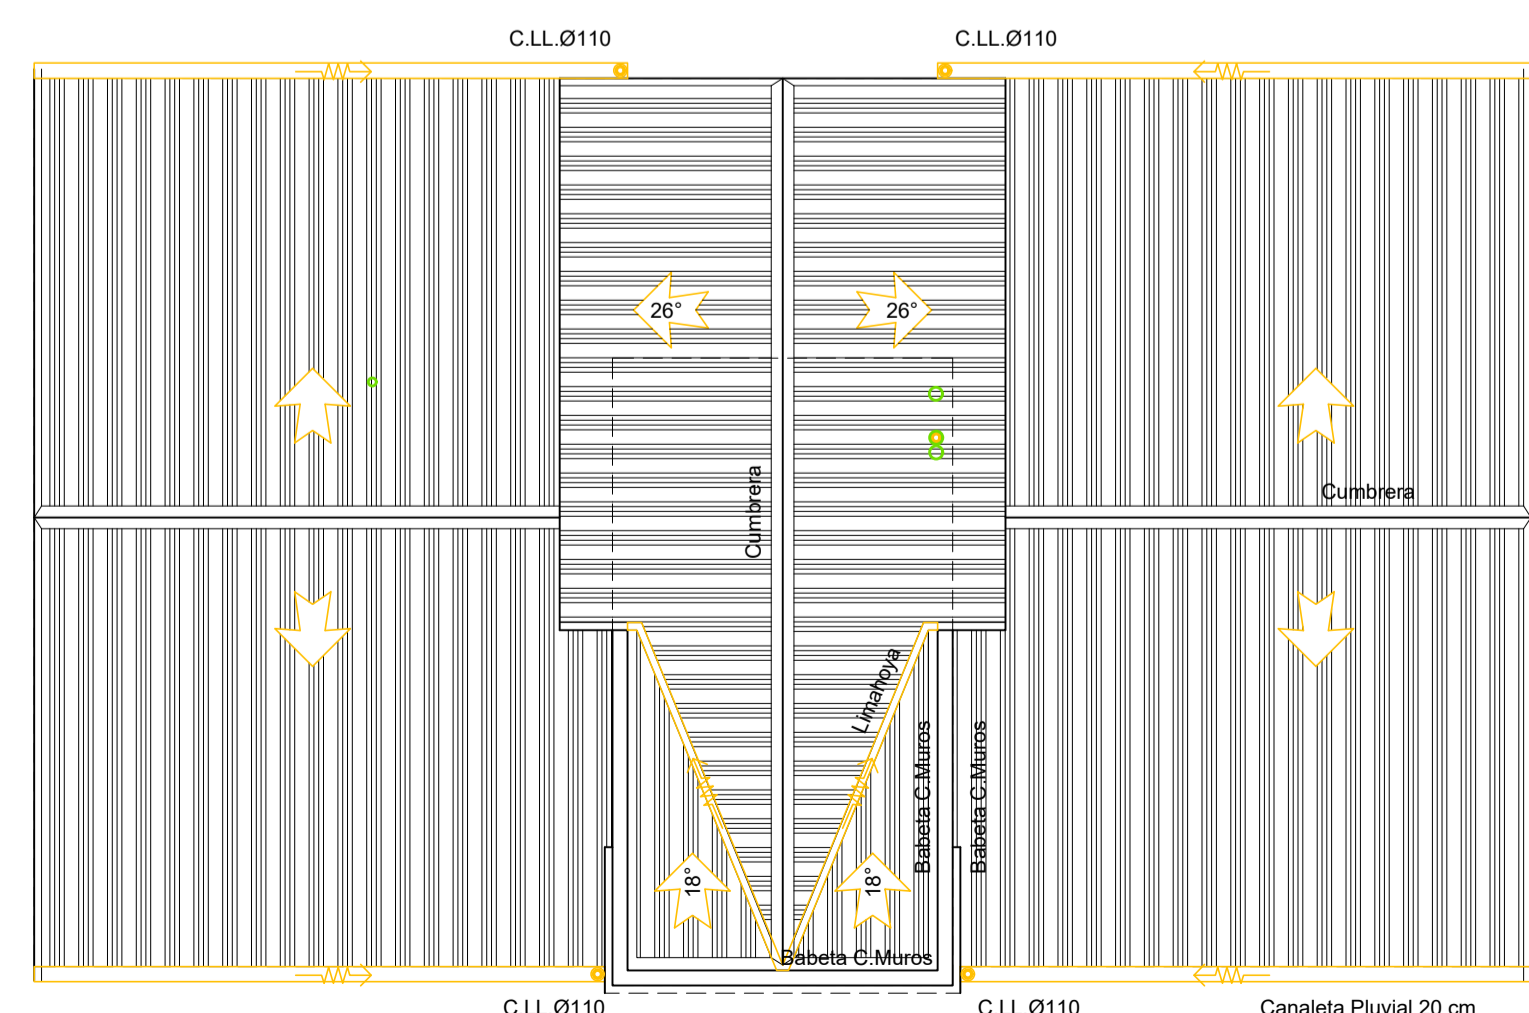 C.LL.Ø110
C.LL.Ø110
26°
26°
Cumbrera
Cumbrera
Limahoya
Babeta C.Muros
Babeta C.Muros
18°
18°
Babeta C.Muros
C.LL.Ø110
C.LL.Ø110
Canaleta Pluvial 20 cm